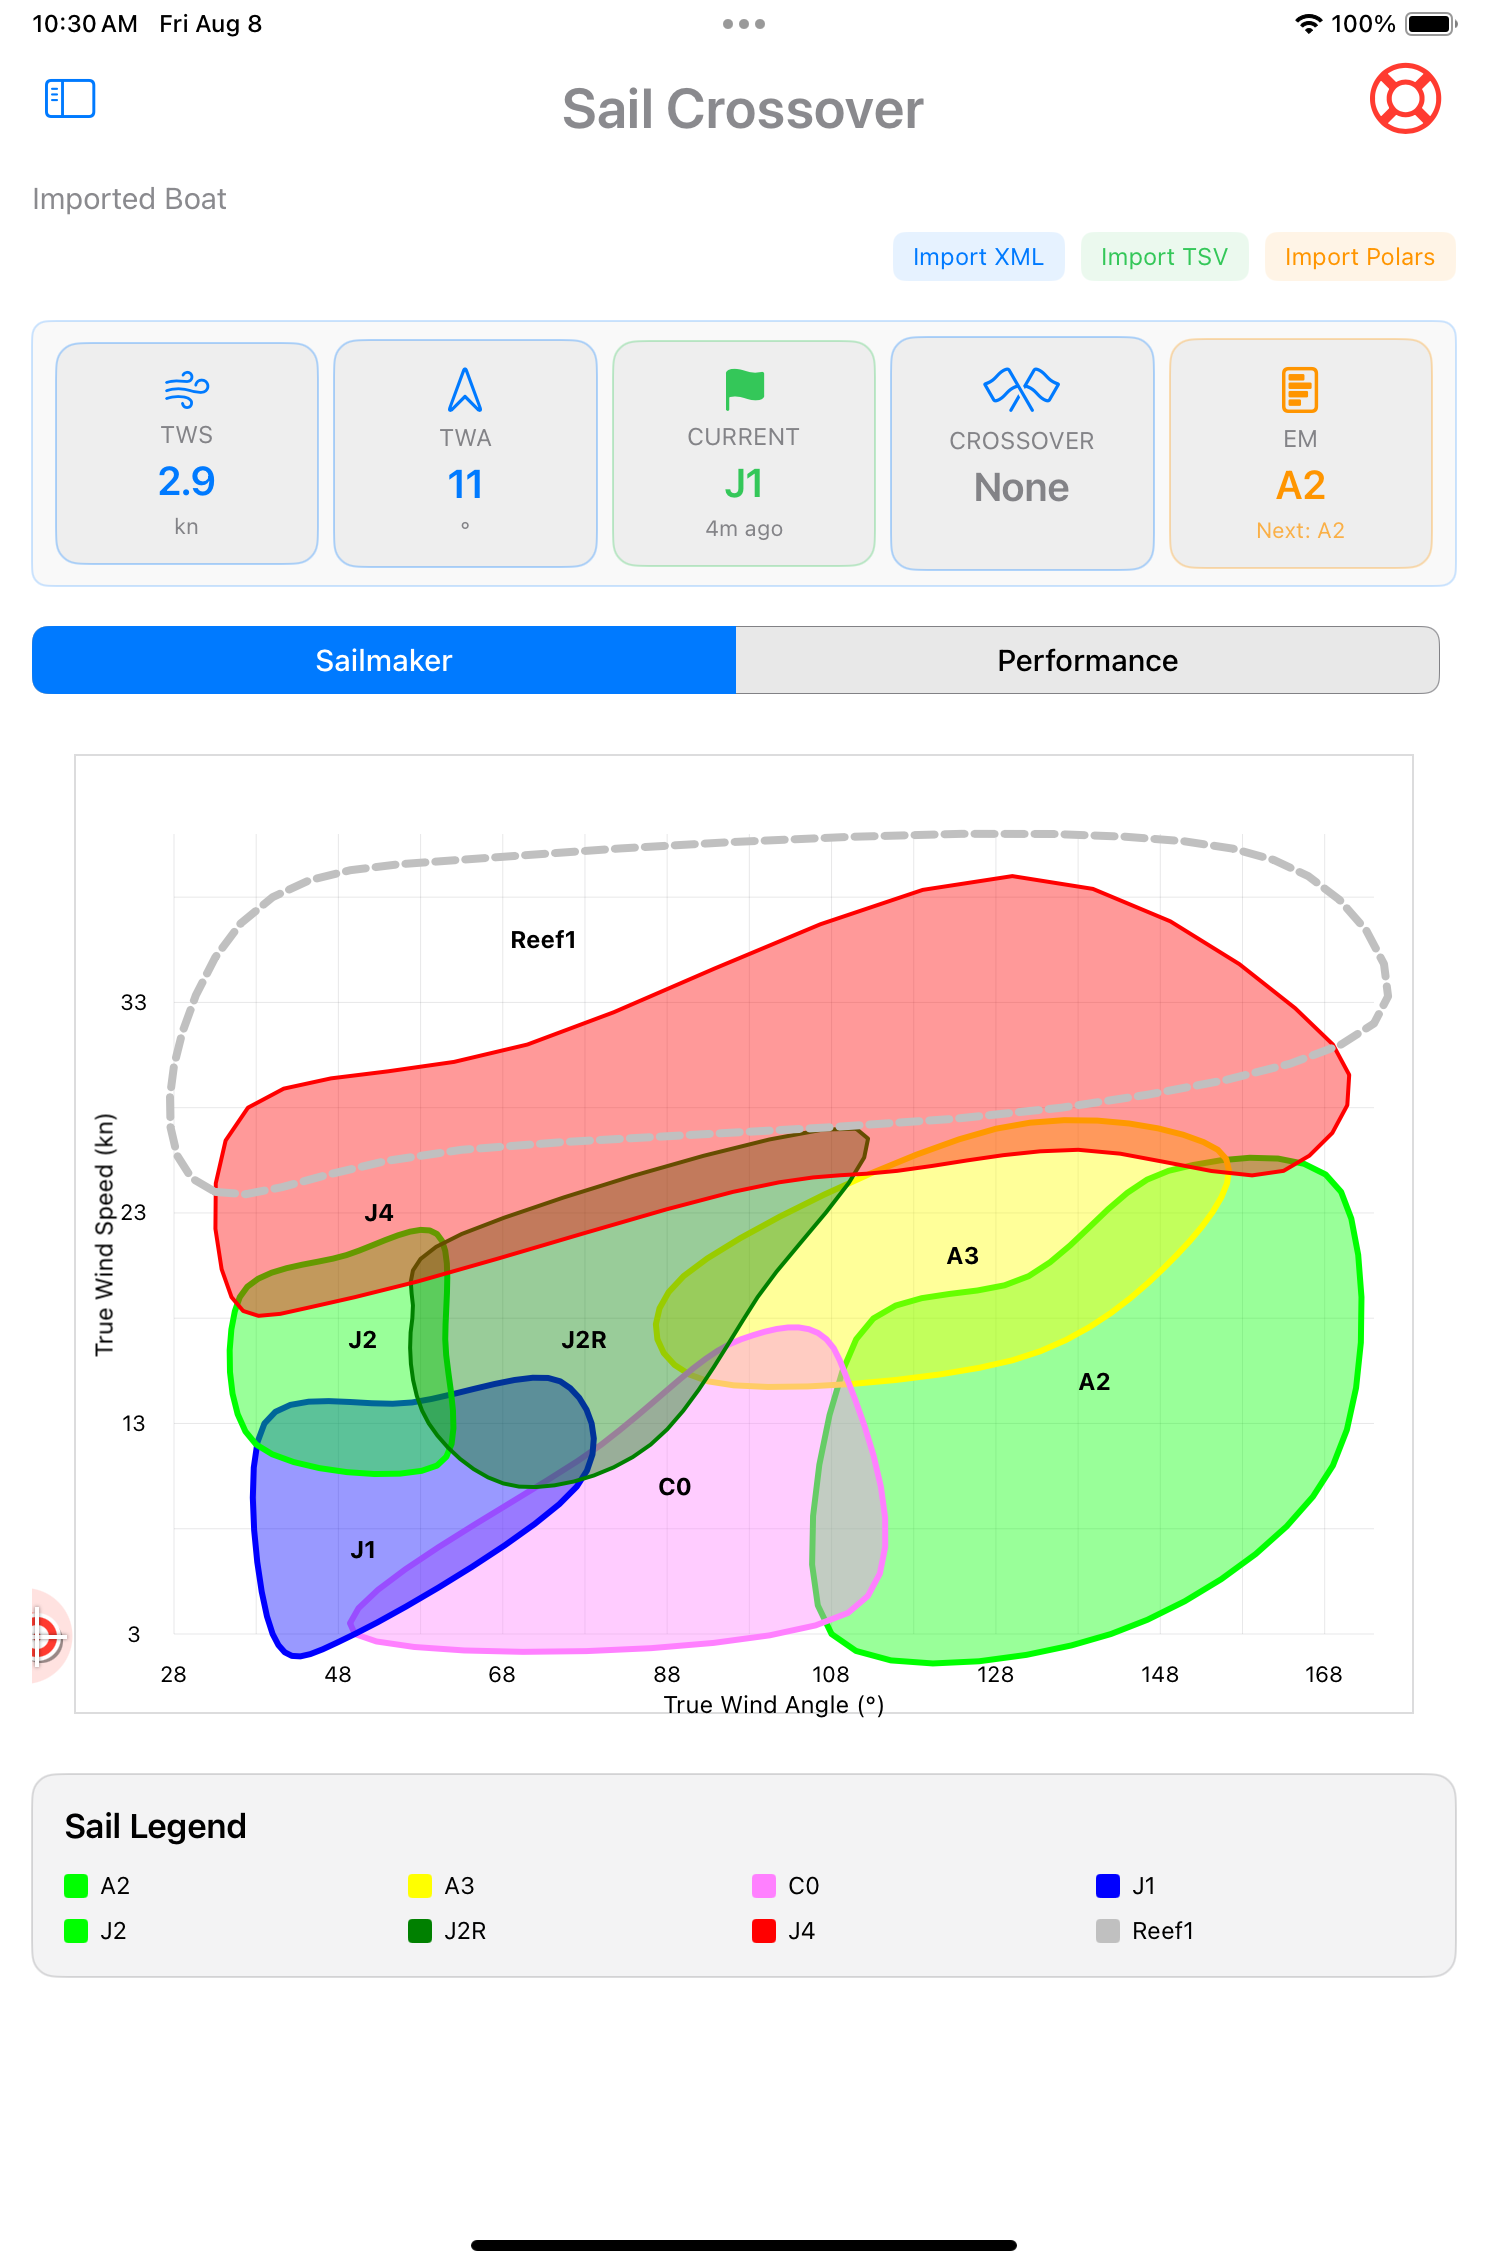 10:30 AM Fri Aug 8
100%
Sail Crossover
Imported Boat
Import XML Import TSV Import Polars
TWS TWA CURRENT CROSSOVER EM
2.9 11 J1 None A2
kn ° 4m ago Next: A2
Sailmaker Performance
Reef1
33
J4
23
A3
J2 J2R
A2
13
C0
J1
3
True Wind Speed (kn)
28 48 68 88 108 128 148 168
True Wind Angle (°)
Sail Legend
A2 A3 C0 J1
J2 J2R J4 Reef1